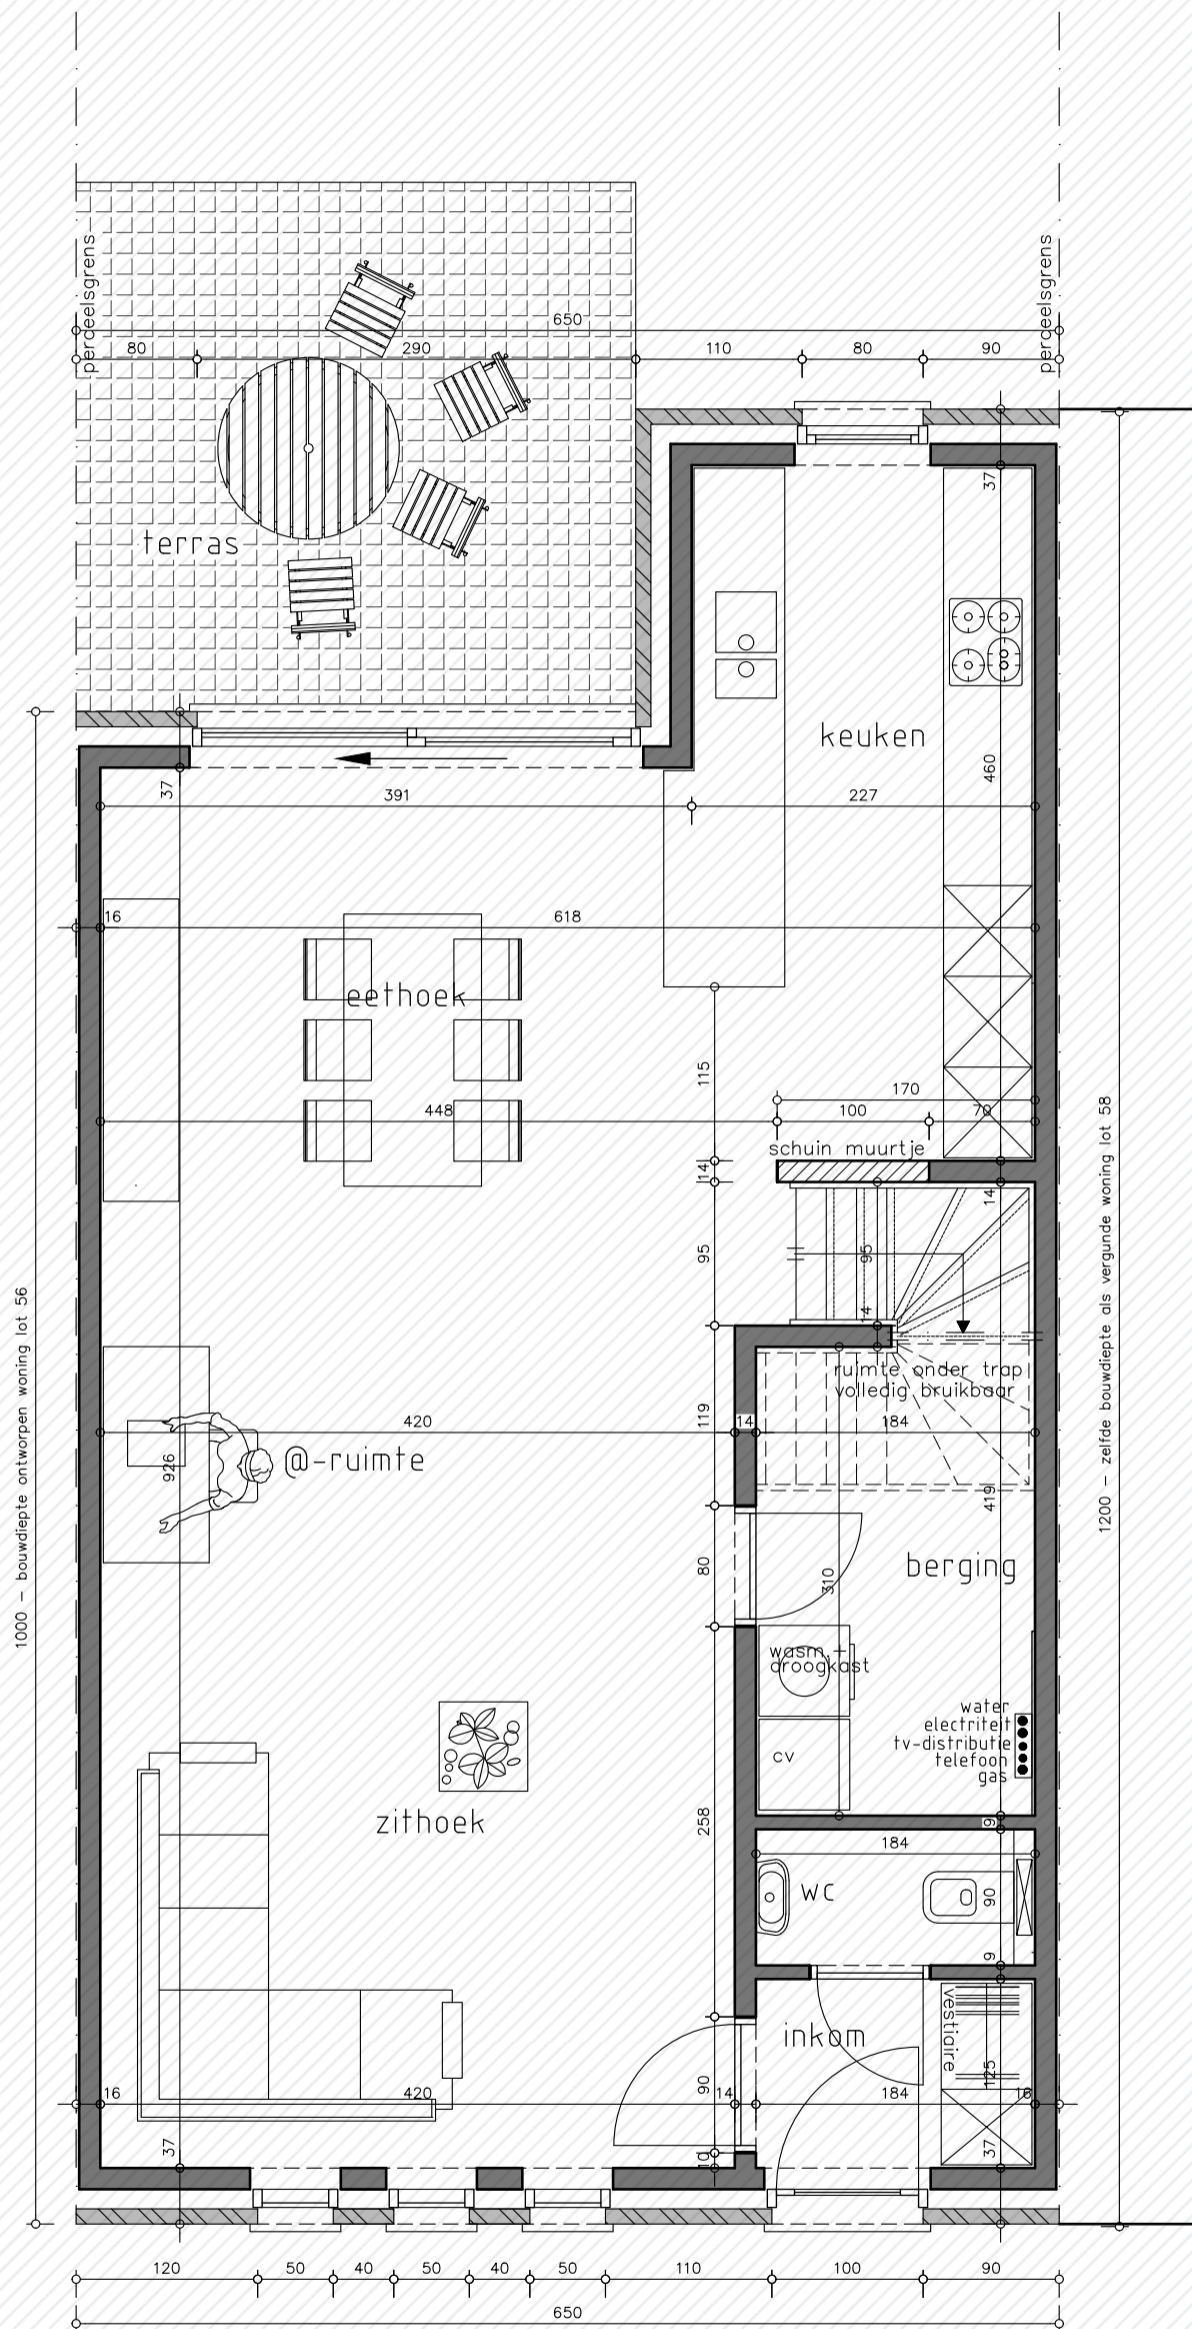 perceelsgrens
perceelsgrens
650
80
290
110
80
90
37
terras
keuken
460
37
391
227
16
618
eethoek
115
170
448
100
70
schuin muurtje
14
14
95
95
14
1200 – zelfde bouwdiepte als vergunde woning lot 58
1000 – bouwdiepte ontworpen woning lot 56
ruimte onder trap
volledig bruikbaar
420
119
14
184
926
@-ruimte
419
80
310
berging
wasm.+
droogkast
water
electriteit
tv-distributie
telefoon
gas
cv
258
zithoek
9
184
wc
90
9
vestiaire
inkom
125
16
420
90
14
184
16
37
10
37
120
50
40
50
40
50
110
100
90
650